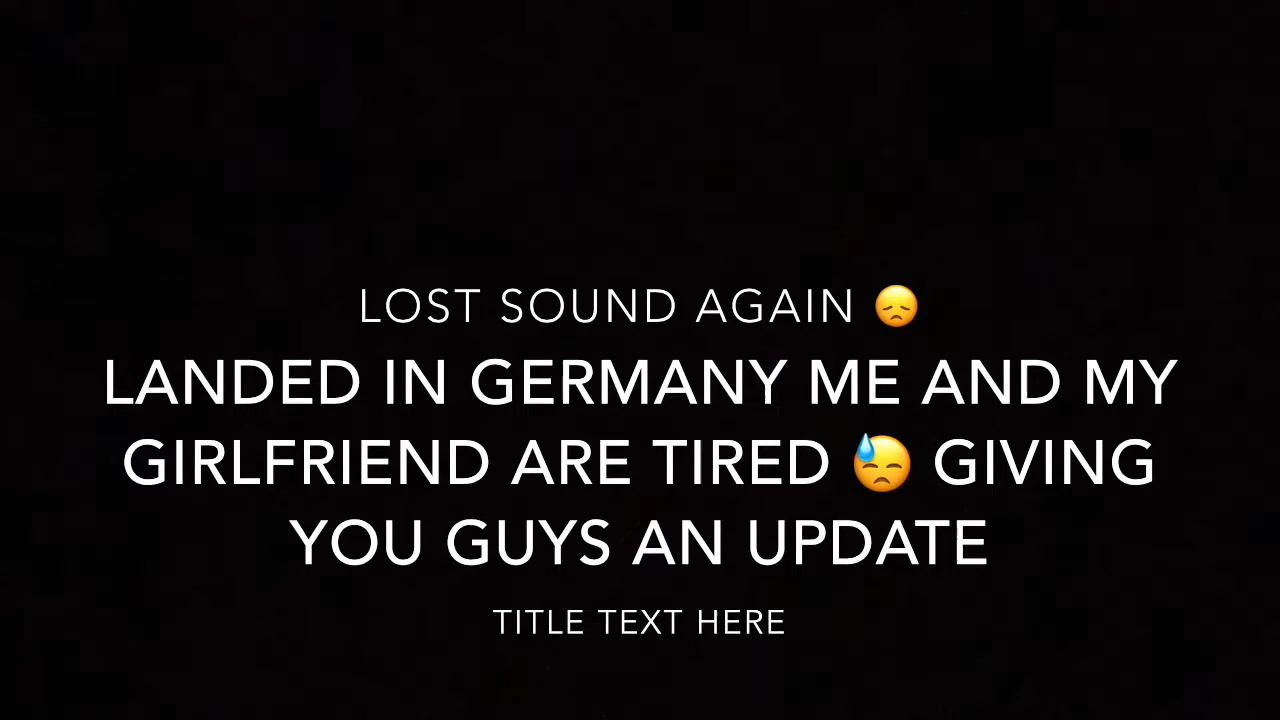 LOST SOUND AGAIN 😞
LANDED IN GERMANY ME AND MY
GIRLFRIEND ARE TIRED 😓 GIVING
YOU GUYS AN UPDATE
TITLE TEXT HERE